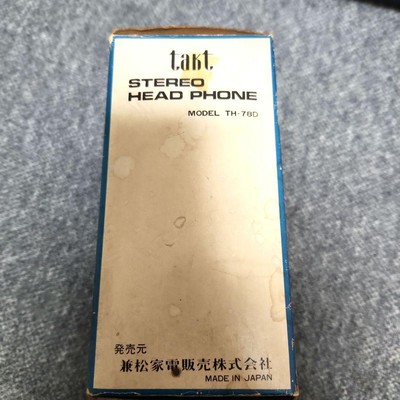 takt
STEREO
HEAD PHONE
MODEL TH-78D
発売元
兼松家電販売株式会社
MADE IN JAPAN